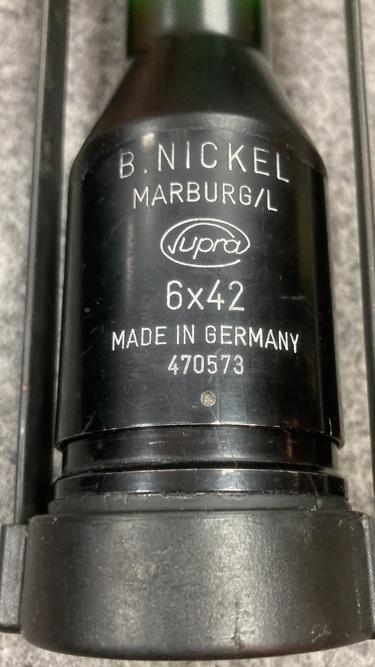 B. NICKEL
MARBURG/L
Supra
6x42
MADE IN GERMANY
470573